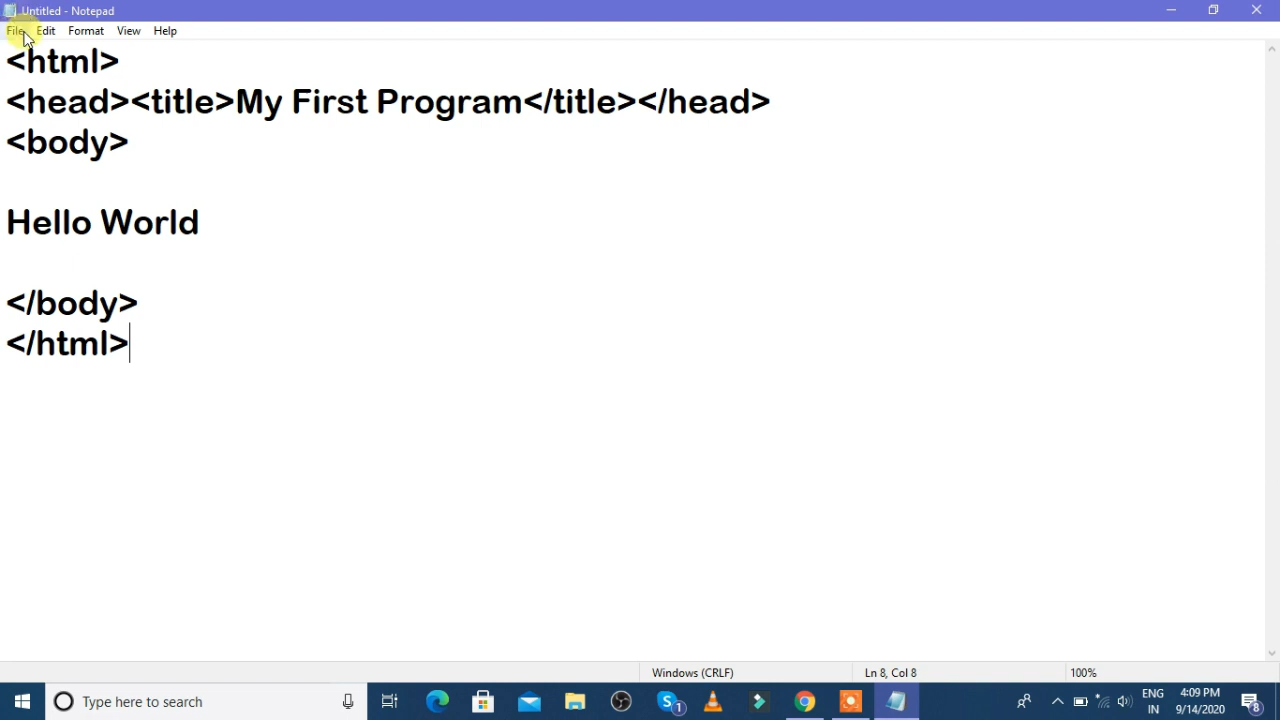 Untitled - Notepad
File Edit Format View Help
<html>
<head><title>My First Program</title></head>
<body>
Hello World
</body>
</html>
Windows (CRLF) Ln 8, Col 8 100%
Type here to search
1
ENG
IN
4:09 PM
9/14/2020
8